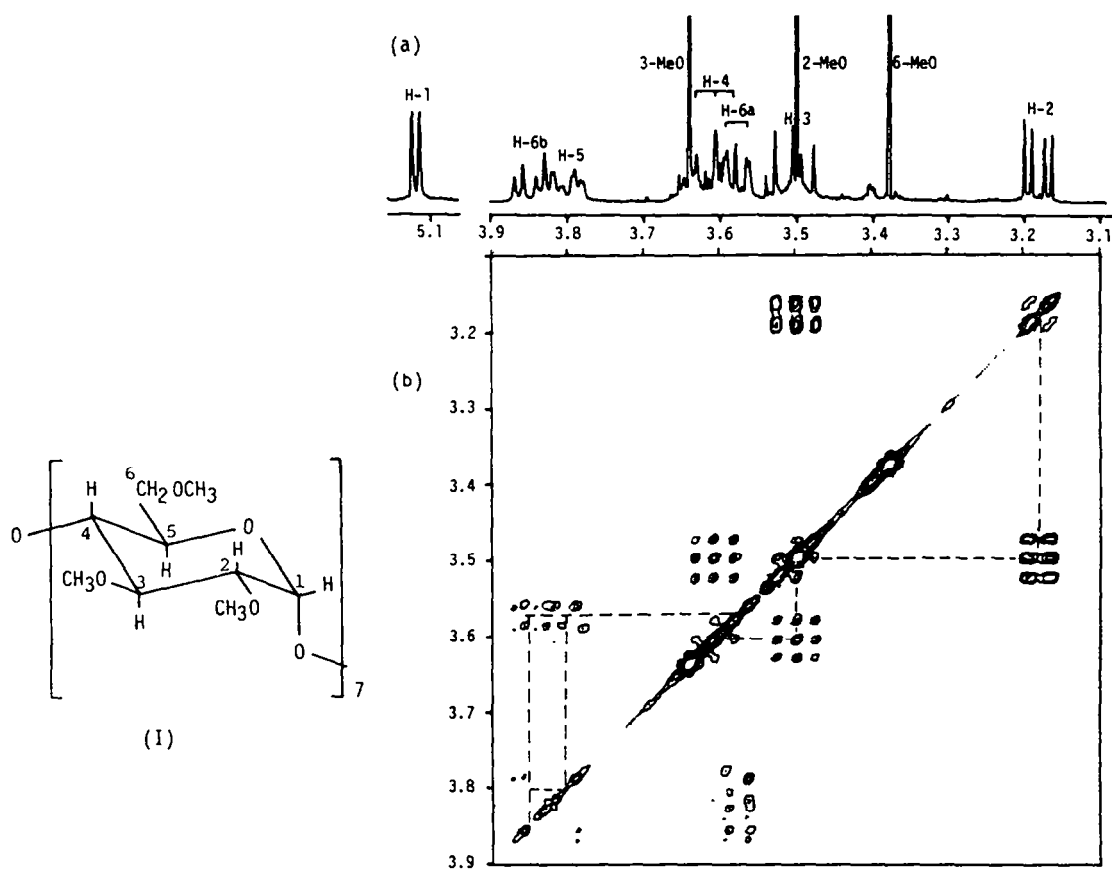 (a)
3-MeO
2-MeO
6-MeO
H-4
H-6a
H-3
H-1
H-6b
H-5
H-2
5.1
3.9 3.8 3.7 3.6 3.5 3.4 3.3 3.2 3.1
(b)
3.2
3.3
3.4
3.5
3.6
3.7
3.8
3.9
6
H CH2OCH3
O
4 5 O
H H
CH3O 3 2 1 H
CH3O
H
O
7
(I)